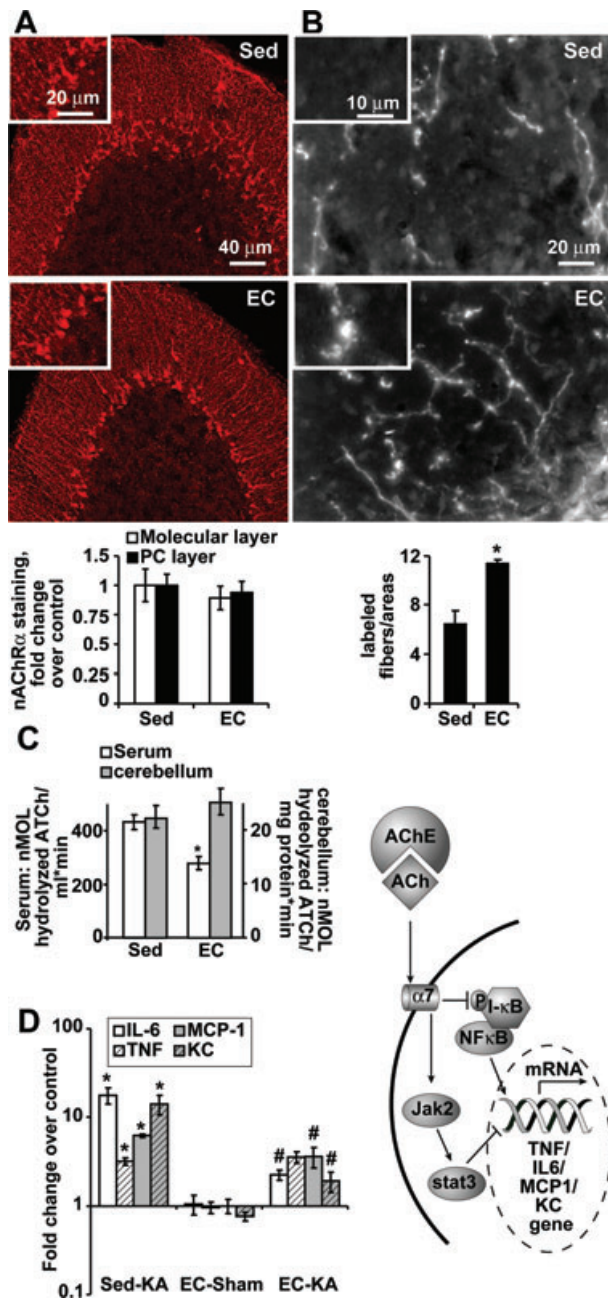 A
B
Sed
20 µm
40 µm
Sed
10 µm
20 µm
EC
EC
nAChRα staining,
fold change
over control
1.5
1.25
1
0.75
0.5
0.25
0
Molecular layer
PC layer
Sed
EC
labeled
fibers/areas
12
9
6
3
0
*
Sed
EC
C
Serum
cerebellum
Serum: nMOL
hydrolyzed ATCh/
ml*min
400
200
0
*
20
10
0
cerebellum: nMOL
hydeolyzed ATCh/
mg protein*min
Sed
EC
D
IL-6
MCP-1
TNF
KC
Fold change over control
100
10
1
0.1
* * * *
# # #
Sed-KA
EC-Sham
EC-KA
AChE
ACh
α7
P
I-κB
NFκB
Jak2
stat3
mRNA
TNF/
IL6/
MCP1/
KC
gene